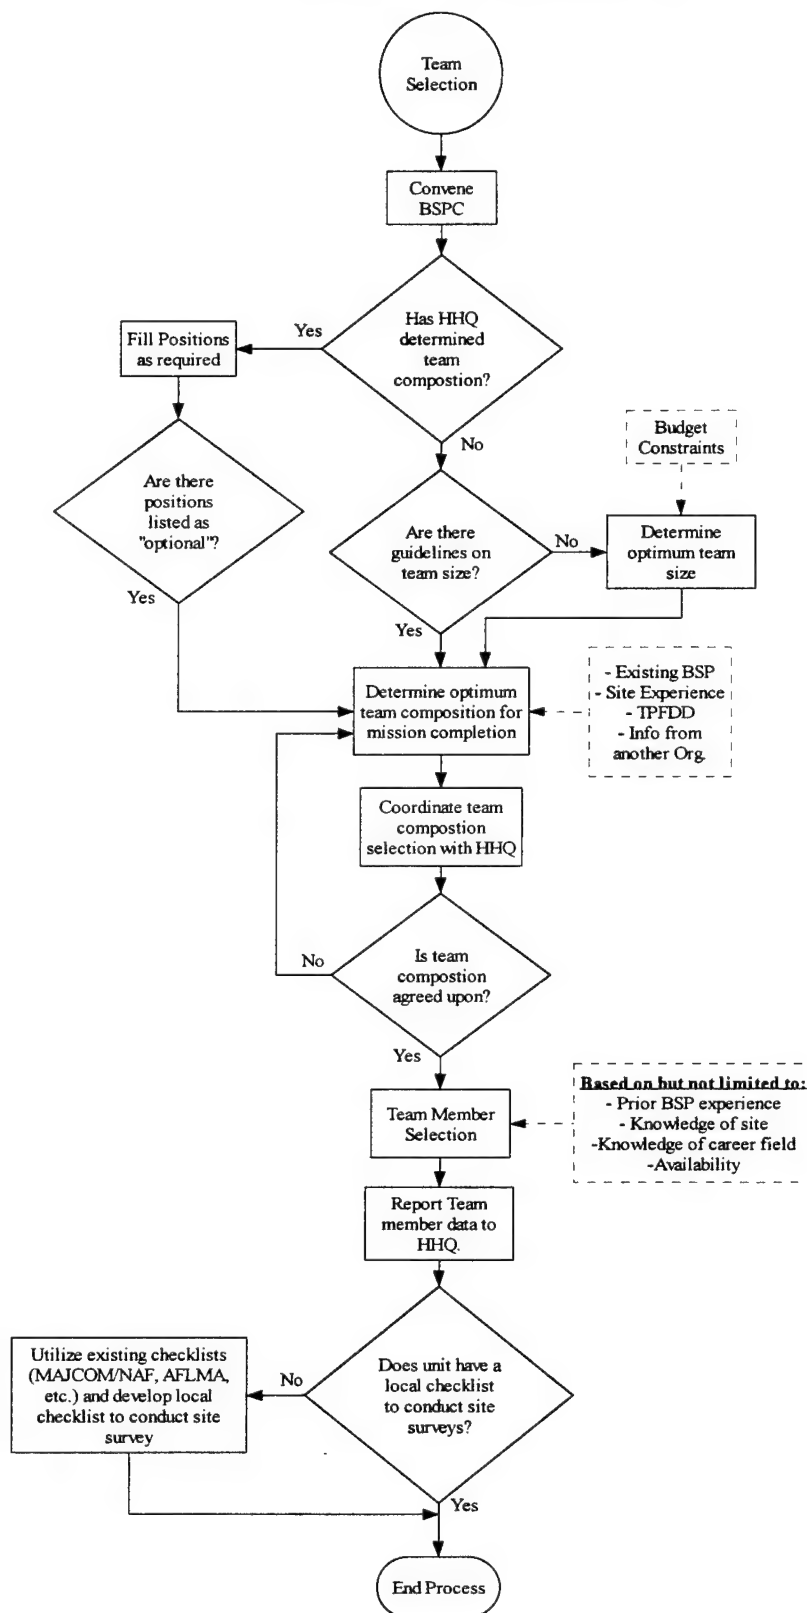 Team
Selection
Convene
BSPC
Has HHQ
determined
team
compostion?
Yes
Fill Positions
as required
No
Are there
positions
listed as
"optional"?
Yes
Are there
guidelines on
team size?
No
Budget
Constraints
Determine
optimum team
size
Yes
Determine optimum
team composition for
mission completion
- Existing BSP
- Site Experience
- TPFDD
- Info from
another Org.
Coordinate team
compostion
selection with HHQ
Is team
compostion
agreed upon?
No
Yes
Team Member
Selection
Based on but not limited to:
- Prior BSP experience
- Knowledge of site
-Knowledge of career field
-Availability
Report Team
member data to
HHQ.
Does unit have a
local checklist
to conduct site
surveys?
No
Utilize existing checklists
(MAJCOM/NAF, AFLMA,
etc.) and develop local
checklist to conduct site
survey
Yes
End Process